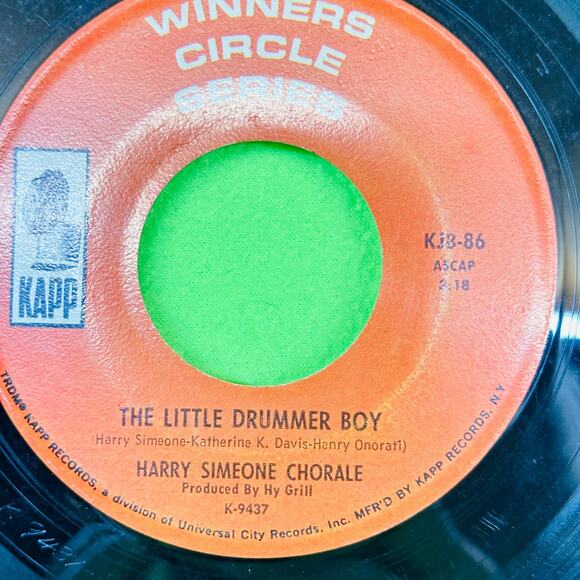 WINNERS
CIRCLE
SERIES
KAPP
KJB-86
ASCAP
THE LITTLE DRUMMER BOY
(Harry Simeone-Katherine K. Davis-Henry Onorati)
HARRY SIMEONE CHORALE
Produced By Hy Grill
K-9437
TRDM® KAPP RECORDS, a division of Universal City Records, Inc. MFR'D BY KAPP RECORDS, N.Y